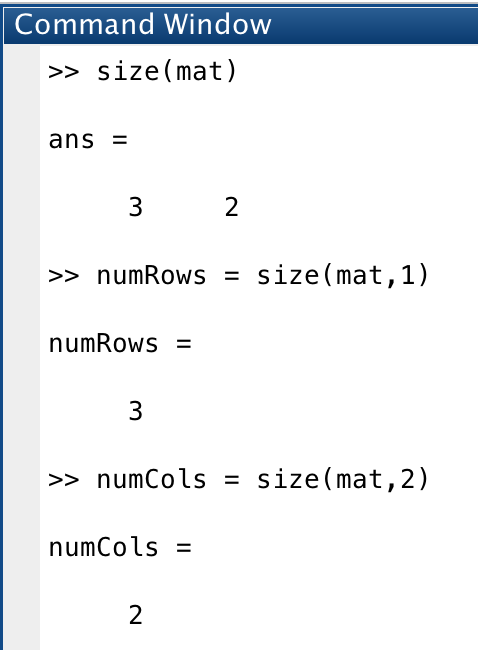 Command Window
>> size(mat)
ans =
3     2
>> numRows = size(mat,1)
numRows =
3
>> numCols = size(mat,2)
numCols =
2